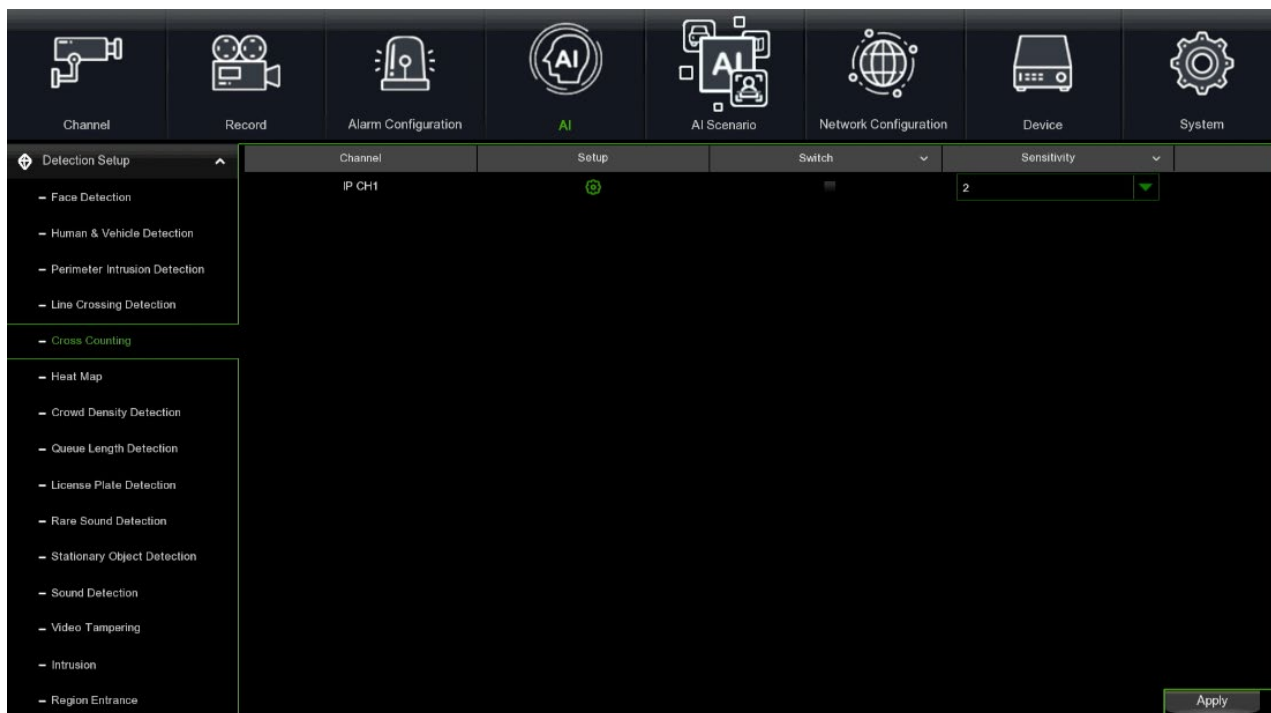 Channel Record Alarm Configuration AI AI Scenario Network Configuration Device System
Detection Setup Channel Setup Switch Sensitivity
IP CH1 2
Face Detection
Human & Vehicle Detection
Perimeter Intrusion Detection
Line Crossing Detection
Cross Counting
Heat Map
Crowd Density Detection
Queue Length Detection
License Plate Detection
Rare Sound Detection
Stationary Object Detection
Sound Detection
Video Tampering
Intrusion
Region Entrance
Apply